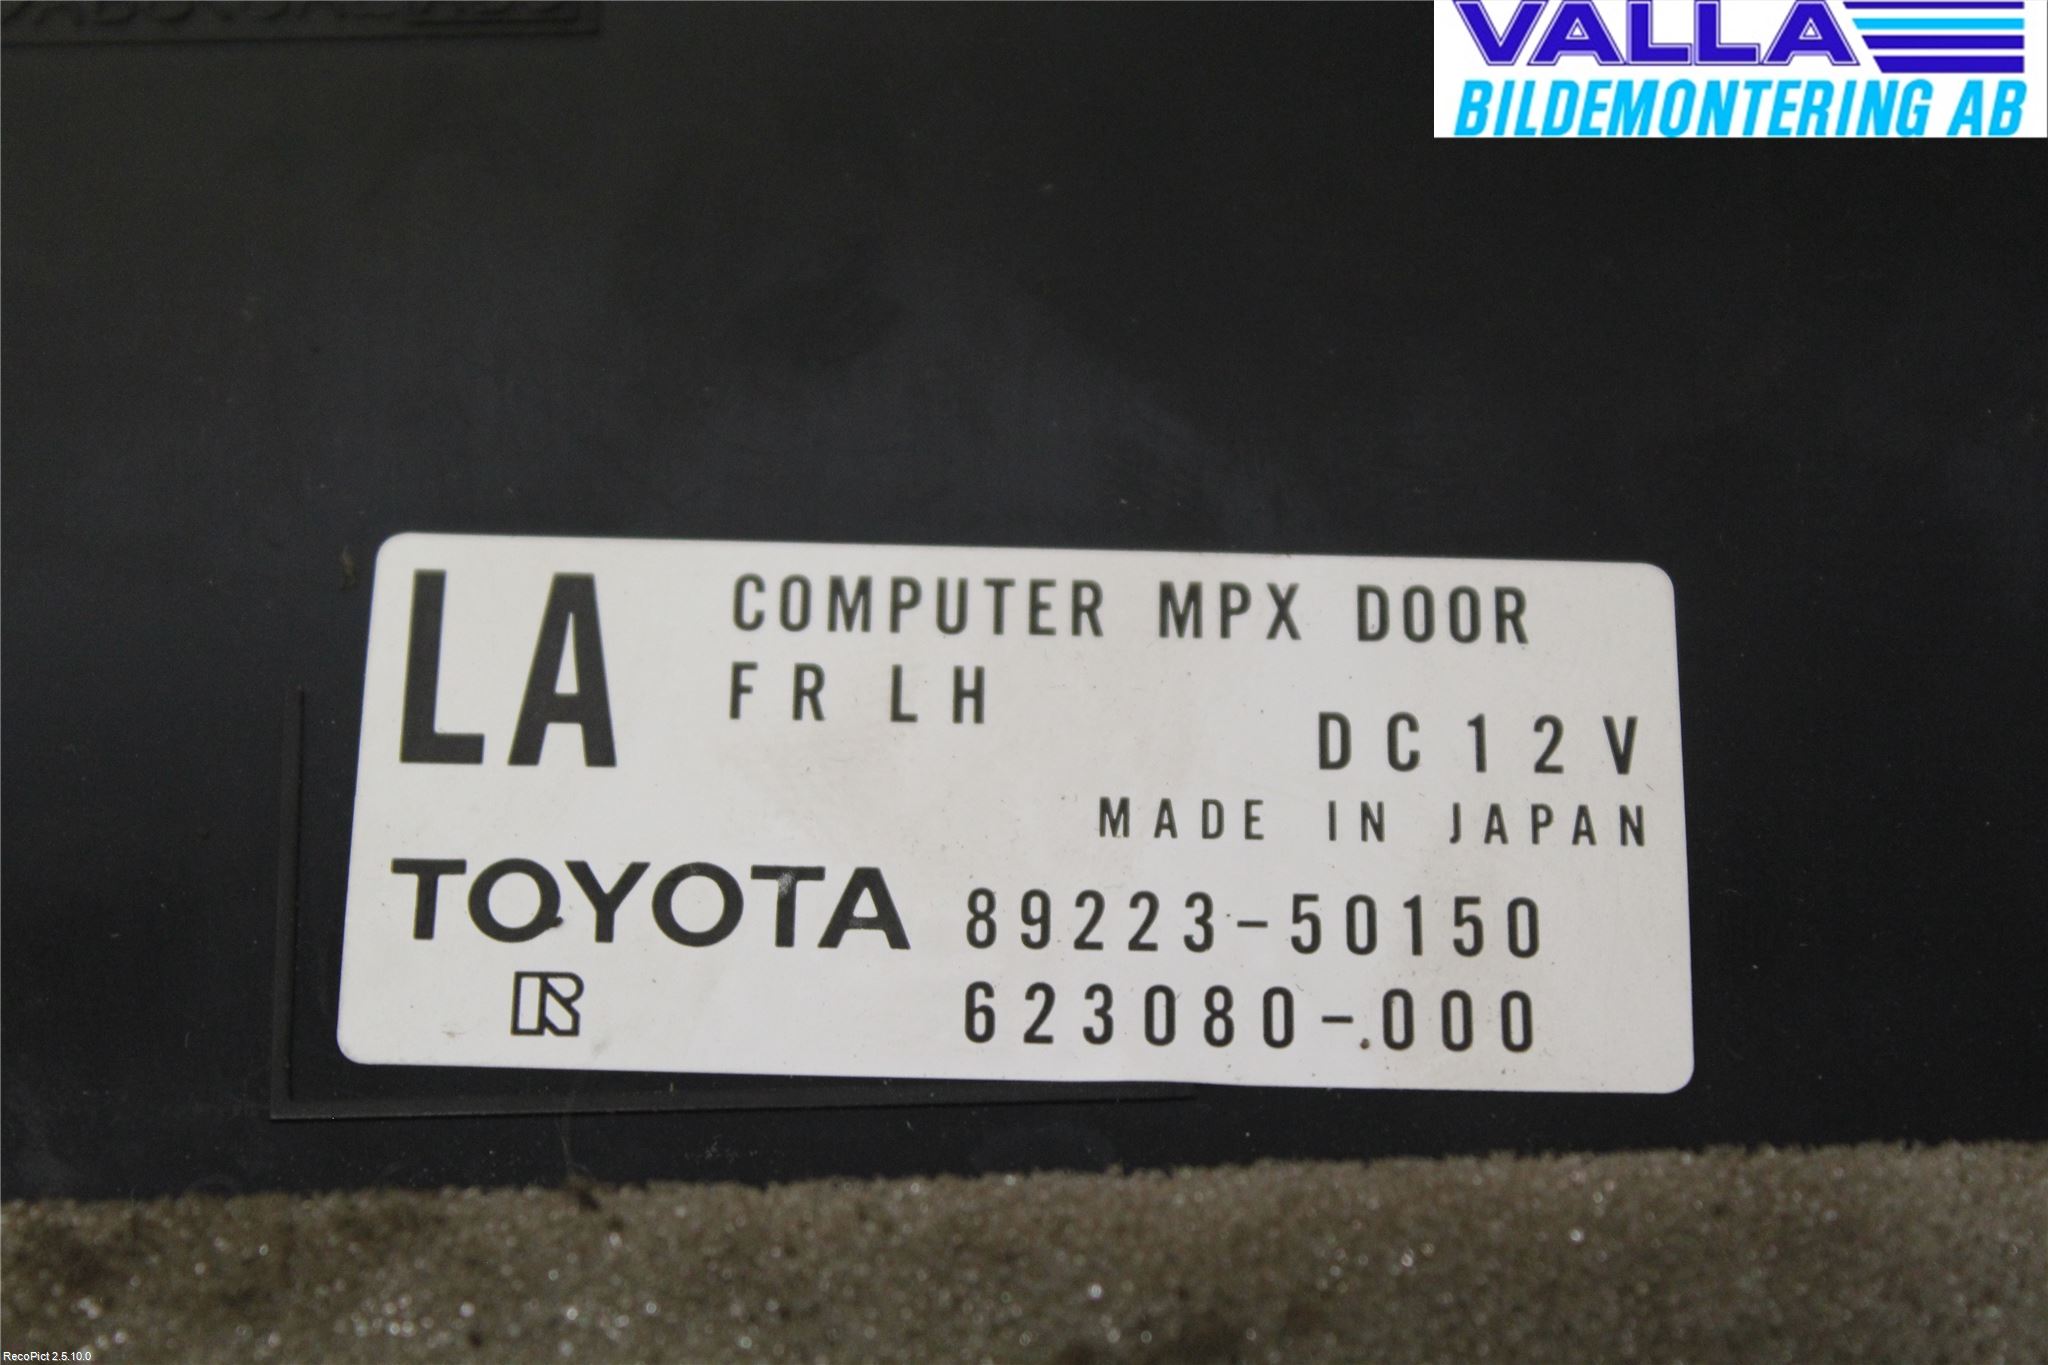 VALLA
BILDEMONTERING AB
LA
COMPUTER MPX DOOR
FR LH
DC12V
MADE IN JAPAN
TOYOTA 89223-50150
R 623080-000
RecoPict 2.5.10.0